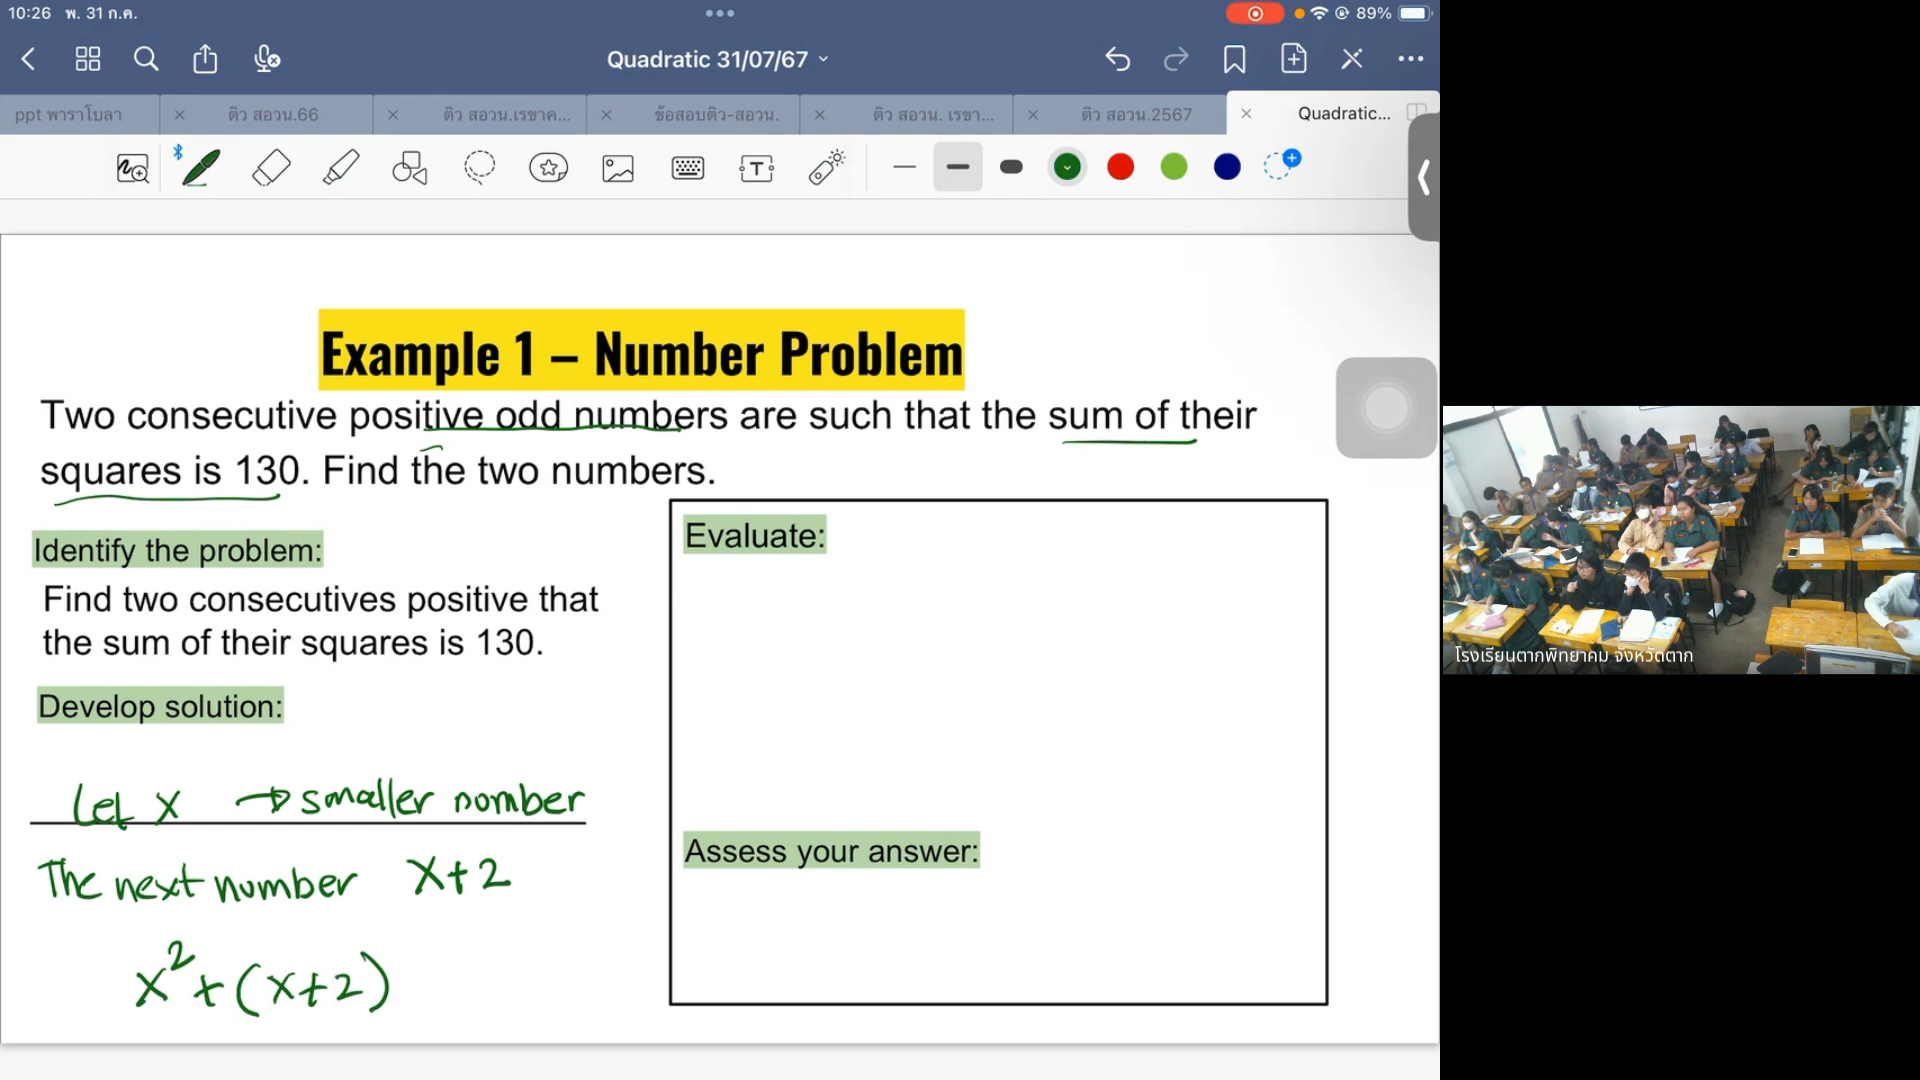 10:26 พ. 31 ก.ค.
89%
Quadratic 31/07/67
ppt พาราโบลา
ติว สอวน.66
ติว สอวน.เรขาค...
ข้อสอบติว-สอวน.
ติว สอวน. เรขา...
ติว สอวน.2567
Quadratic...
Example 1 – Number Problem
Two consecutive positive odd numbers are such that the sum of their
squares is 130. Find the two numbers.
Identify the problem:
Find two consecutives positive that
the sum of their squares is 130.
Develop solution:
Let x → smaller number
The next number x+2
x² + (x+2)
Evaluate:
Assess your answer:
โรงเรียนตากพิทยาคม จังหวัดตาก